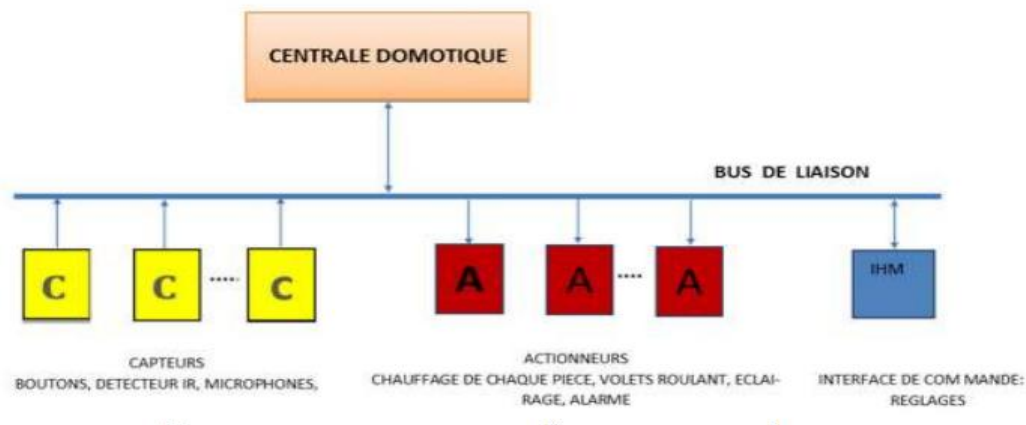 CENTRALE DOMOTIQUE
BUS DE LIAISON
C
C
.....
C
A
A
....
A
IHM
CAPTEURS
BOUTONS, DETECTEUR IR, MICROPHONES,
ACTIONNEURS
CHAUFFAGE DE CHAQUE PIECE, VOLETS ROULANT, ECLAI-
RAGE, ALARME
INTERFACE DE COM MANDE:
REGLAGES